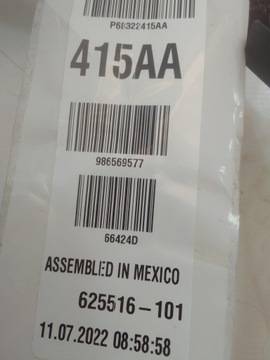 P68322415AA
415AA
986569577
66424D
ASSEMBLED IN MEXICO
625516-101
11.07.2022 08:58:58